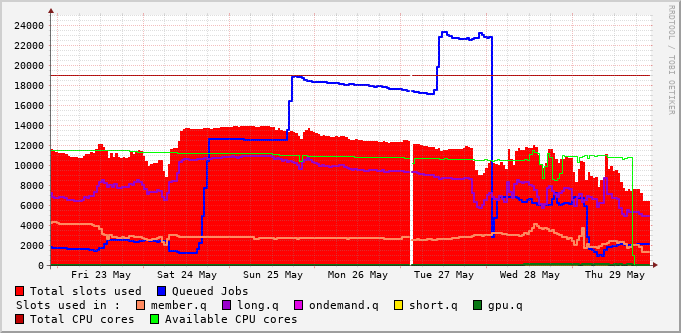 24000
22000
20000
18000
16000
14000
12000
10000
8000
6000
4000
2000
0
Fri 23 May Sat 24 May Sun 25 May Mon 26 May Tue 27 May Wed 28 May Thu 29 May
RRDTOOL / TOBI OETIKER
Total slots used Queued Jobs
Slots used in : member.q long.q ondemand.q short.q gpu.q
Total CPU cores Available CPU cores